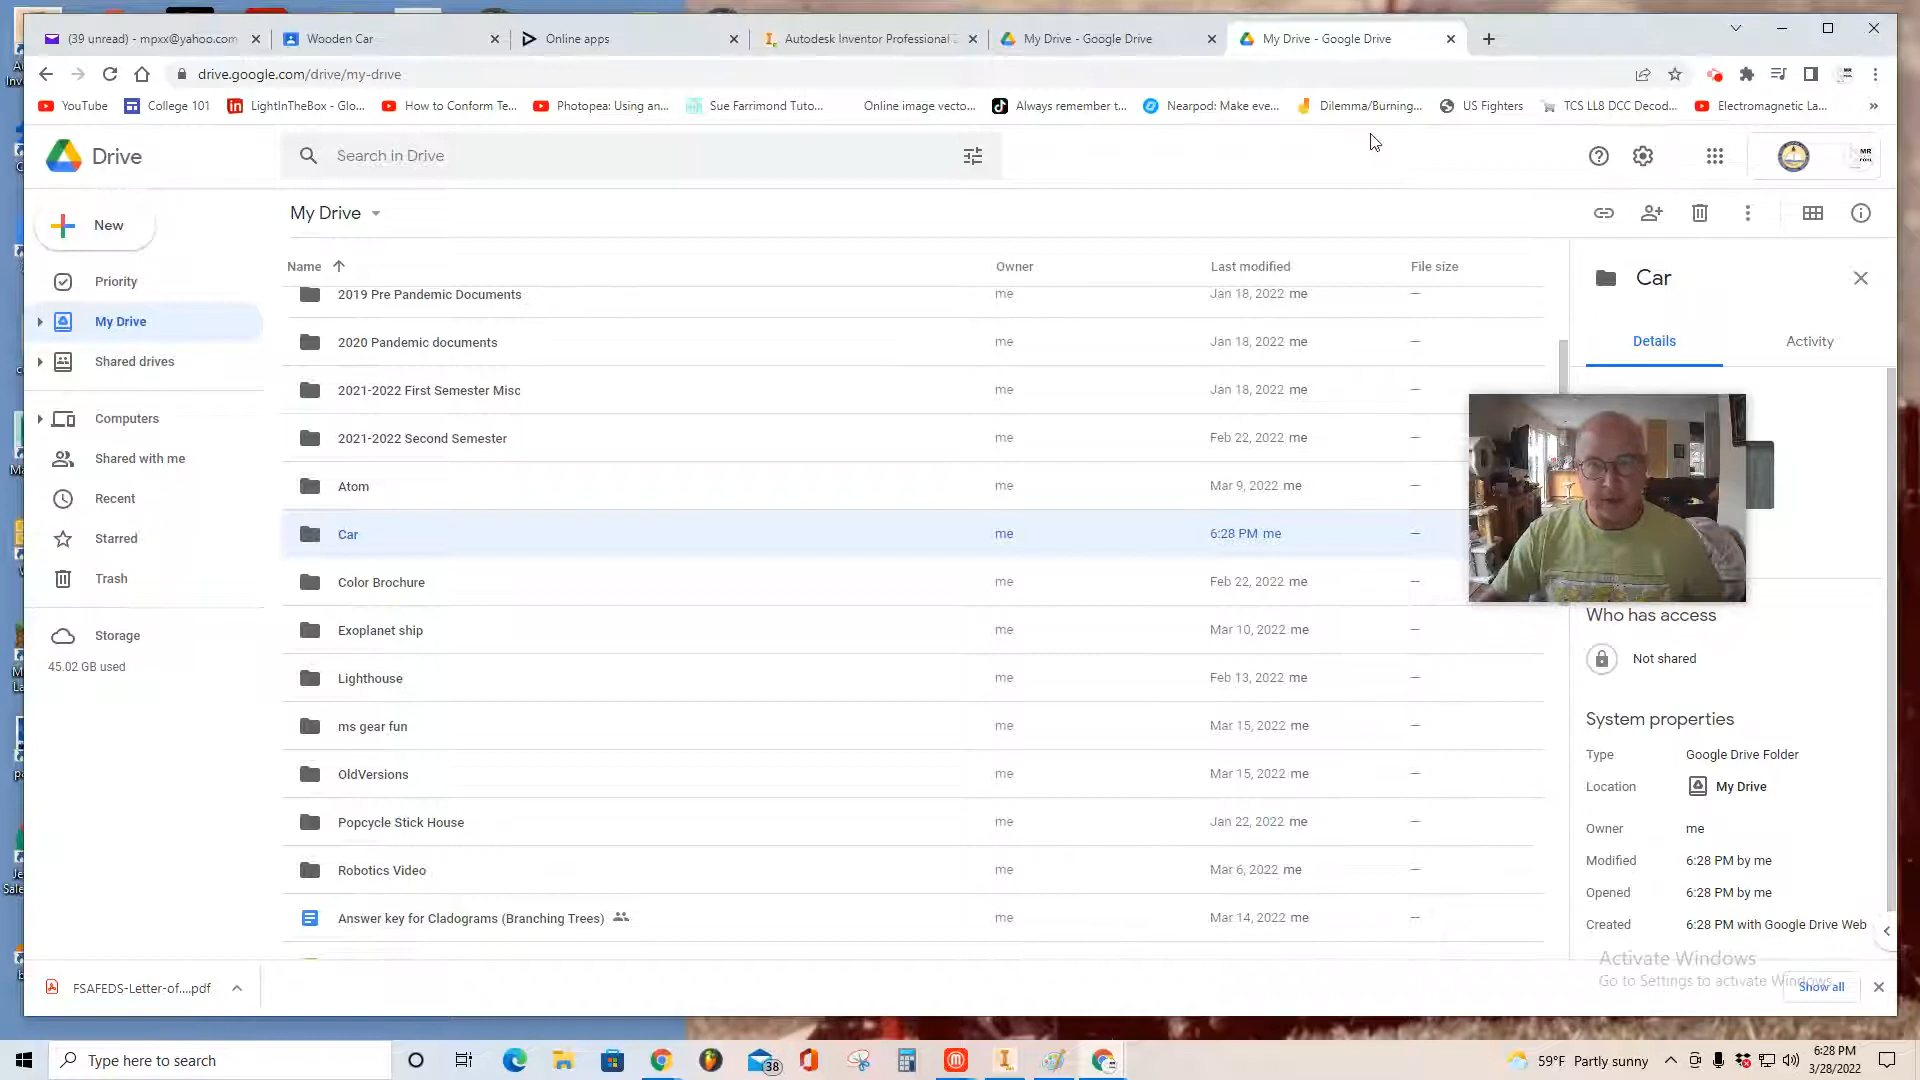 (39 unread) - mpxx@yahoo.com
Wooden Car
Online apps
Autodesk Inventor Professional
My Drive - Google Drive
My Drive - Google Drive
drive.google.com/drive/my-drive
YouTube
College 101
LightInTheBox - Glo...
How to Conform Te...
Photopea: Using an...
Sue Farrimond Tuto...
Online image vecto...
Always remember t...
Nearpod: Make eve...
Dilemma/Burning...
US Fighters
TCS LL8 DCC Decod...
Electromagnetic La...
»
Drive
Search in Drive
MR
New
My Drive
Priority
My Drive
Shared drives
Computers
Shared with me
Recent
Starred
Trash
Storage
45.02 GB used
Name
Owner
Last modified
File size
2019 Pre Pandemic Documents me Jan 18, 2022 me —
2020 Pandemic documents me Jan 18, 2022 me —
2021-2022 First Semester Misc me Jan 18, 2022 me —
2021-2022 Second Semester me Feb 22, 2022 me —
Atom me Mar 9, 2022 me —
Car me 6:28 PM me —
Color Brochure me Feb 22, 2022 me —
Exoplanet ship me Mar 10, 2022 me —
Lighthouse me Feb 13, 2022 me —
ms gear fun me Mar 15, 2022 me —
OldVersions me Mar 15, 2022 me —
Popcycle Stick House me Jan 22, 2022 me —
Robotics Video me Mar 6, 2022 me —
Answer key for Cladograms (Branching Trees) me Mar 14, 2022 me —
Car
Details
Activity
Who has access
Not shared
System properties
Type Google Drive Folder
Location My Drive
Owner me
Modified 6:28 PM by me
Opened 6:28 PM by me
Created 6:28 PM with Google Drive Web
Activate Windows
Go to Settings to activate Windows.
FSAFEDS-Letter-of....pdf
Show all
Type here to search
38
59°F Partly sunny
6:28 PM
3/28/2022